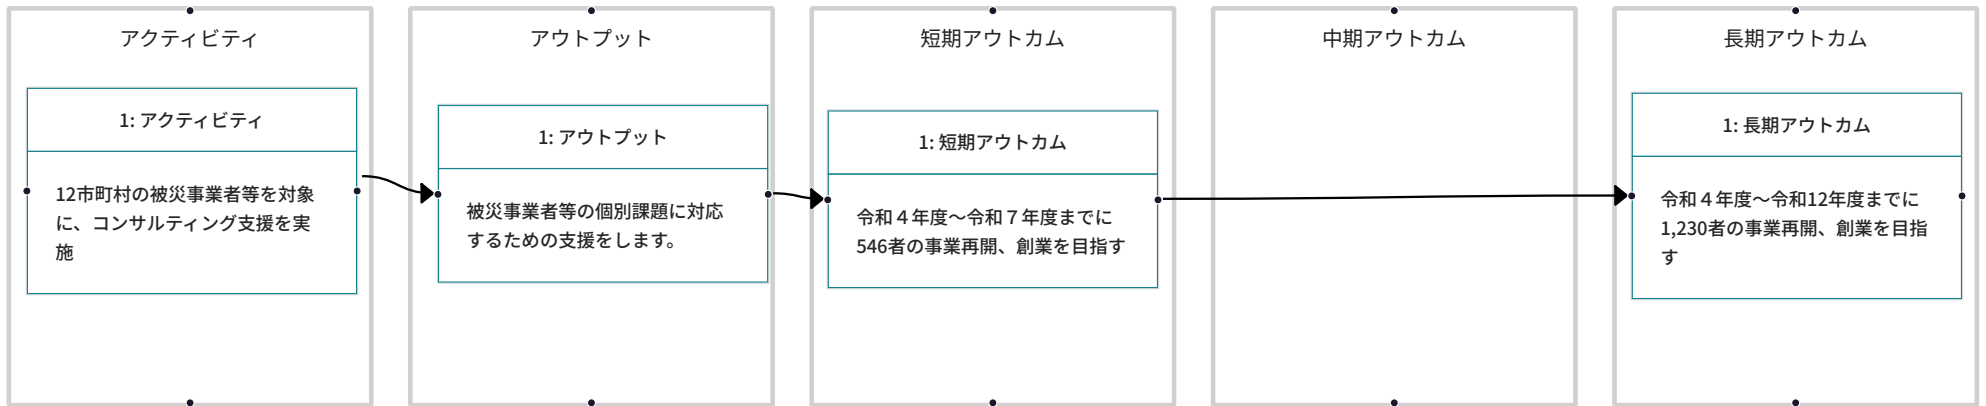 アクティビティ
1: アクティビティ
12市町村の被災事業者等を対象
に、コンサルティング支援を実
施
アウトプット
1: アウトプット
被災事業者等の個別課題に対応
するための支援をします。
短期アウトカム
1: 短期アウトカム
令和４年度～令和７年度までに
546者の事業再開、創業を目指す
中期アウトカム
長期アウトカム
1: 長期アウトカム
令和４年度～令和12年度までに
1,230者の事業再開、創業を目指
す